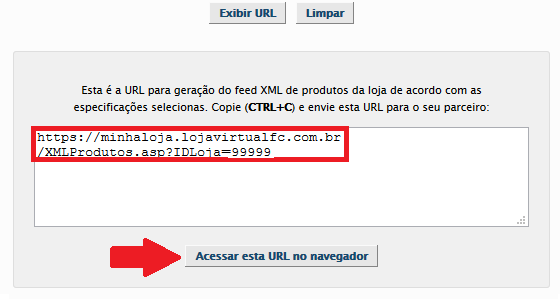 Exibir URL Limpar
Esta é a URL para geração do feed XML de produtos da loja de acordo com as
especificações selecionas. Copie (CTRL+C) e envie esta URL para o seu parceiro:
https://minhaloja.lojavirtualfc.com.br
/XMLProdutos.asp?IDLoja=99999
Acessar esta URL no navegador